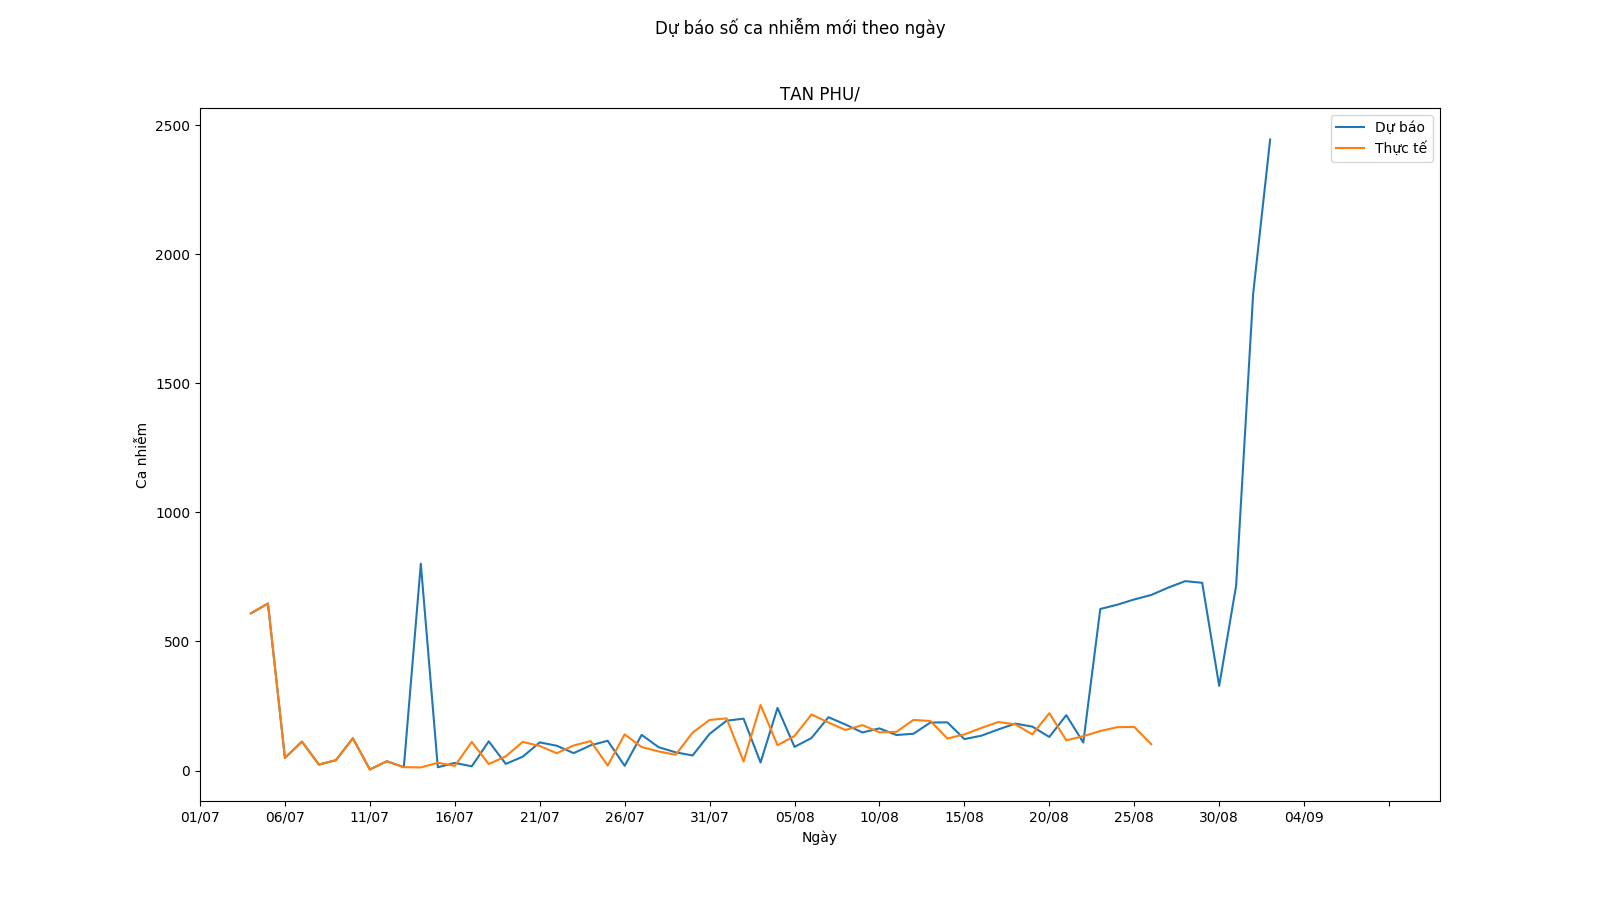 Dự báo số ca nhiễm mới theo ngày
TAN PHU/
2500
2000
1500
1000
500
0
Ca nhiễm
Dự báo
Thực tế
01/07 06/07 11/07 16/07 21/07 26/07 31/07 05/08 10/08 15/08 20/08 25/08 30/08 04/09
Ngày